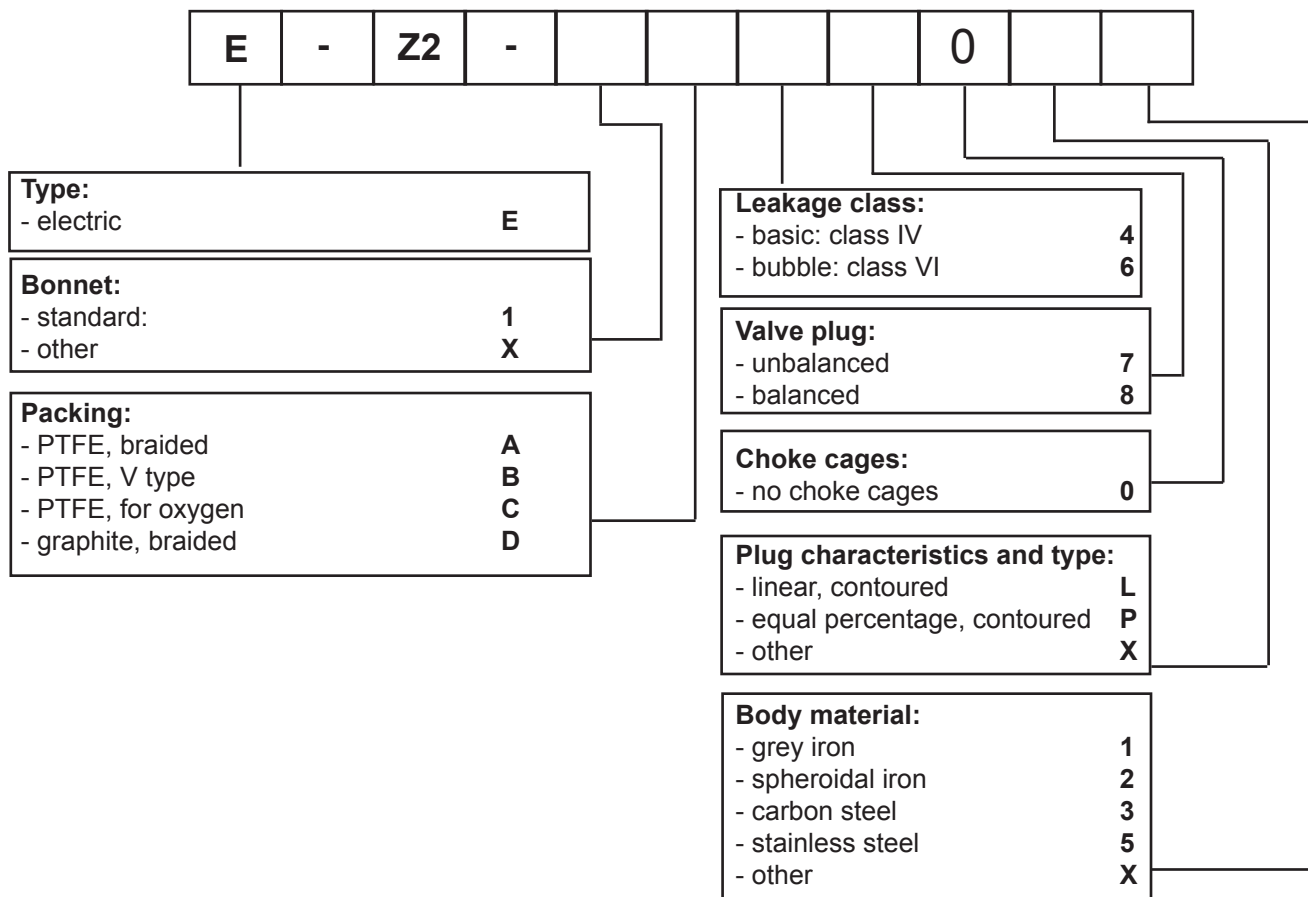 E - Z2 - 0
Type:
- electric E
Bonnet:
- standard: 1
- other X
Packing:
- PTFE, braided A
- PTFE, V type B
- PTFE, for oxygen C
- graphite, braided D
Leakage class:
- basic: class IV 4
- bubble: class VI 6
Valve plug:
- unbalanced 7
- balanced 8
Choke cages:
- no choke cages 0
Plug characteristics and type:
- linear, contoured L
- equal percentage, contoured P
- other X
Body material:
- grey iron 1
- spheroidal iron 2
- carbon steel 3
- stainless steel 5
- other X